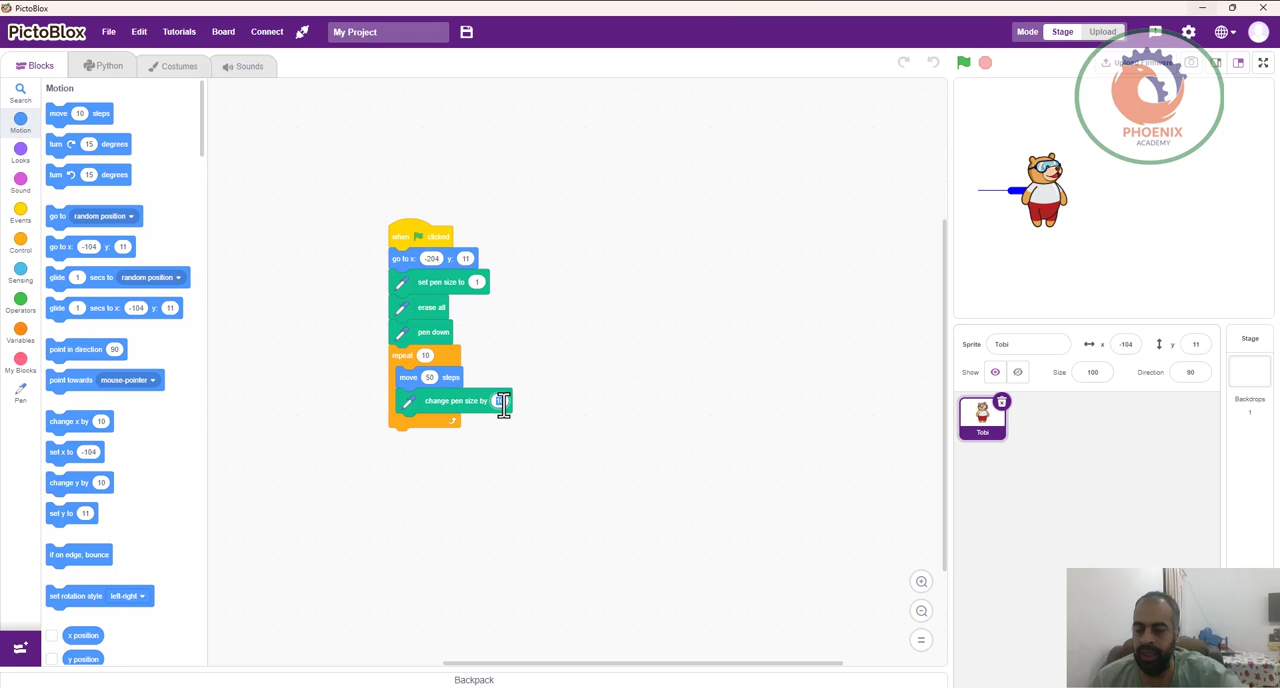 PictoBlox
PictoBlox File Edit Tutorials Board Connect My Project Mode Stage Upload
Blocks Python Costumes Sounds Upload Firmware
PHOENIX
ACADEMY
Search
Motion
Looks
Sound
Events
Control
Sensing
Operators
Variables
My Blocks
Pen
Motion
move 10 steps
turn 15 degrees
turn 15 degrees
go to random position
go to x: -104 y: 11
glide 1 secs to random position
glide 1 secs to x: -104 y: 11
point in direction 90
point towards mouse-pointer
change x by 10
set x to -104
change y by 10
set y to 11
if on edge, bounce
set rotation style left-right
x position
y position
when clicked
go to x: -204 y: 11
set pen size to 1
erase all
pen down
repeat 10
move 50 steps
change pen size by
Sprite Tobi x -104 y 11
Show Size 100 Direction 90
Tobi
Stage
Backdrops
1
Backpack